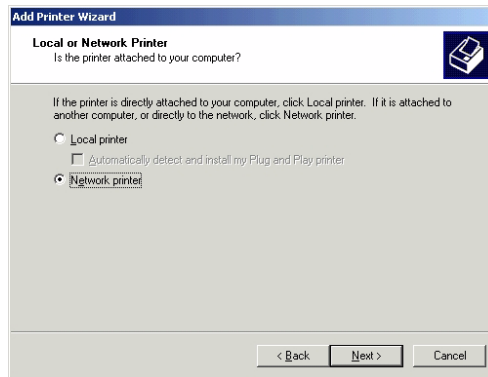 Add Printer Wizard
Local or Network Printer
Is the printer attached to your computer?
If the printer is directly attached to your computer, click Local printer. If it is attached to
another computer, or directly to the network, click Network printer.
Local printer
Automatically detect and install my Plug and Play printer
Network printer
< Back Next > Cancel